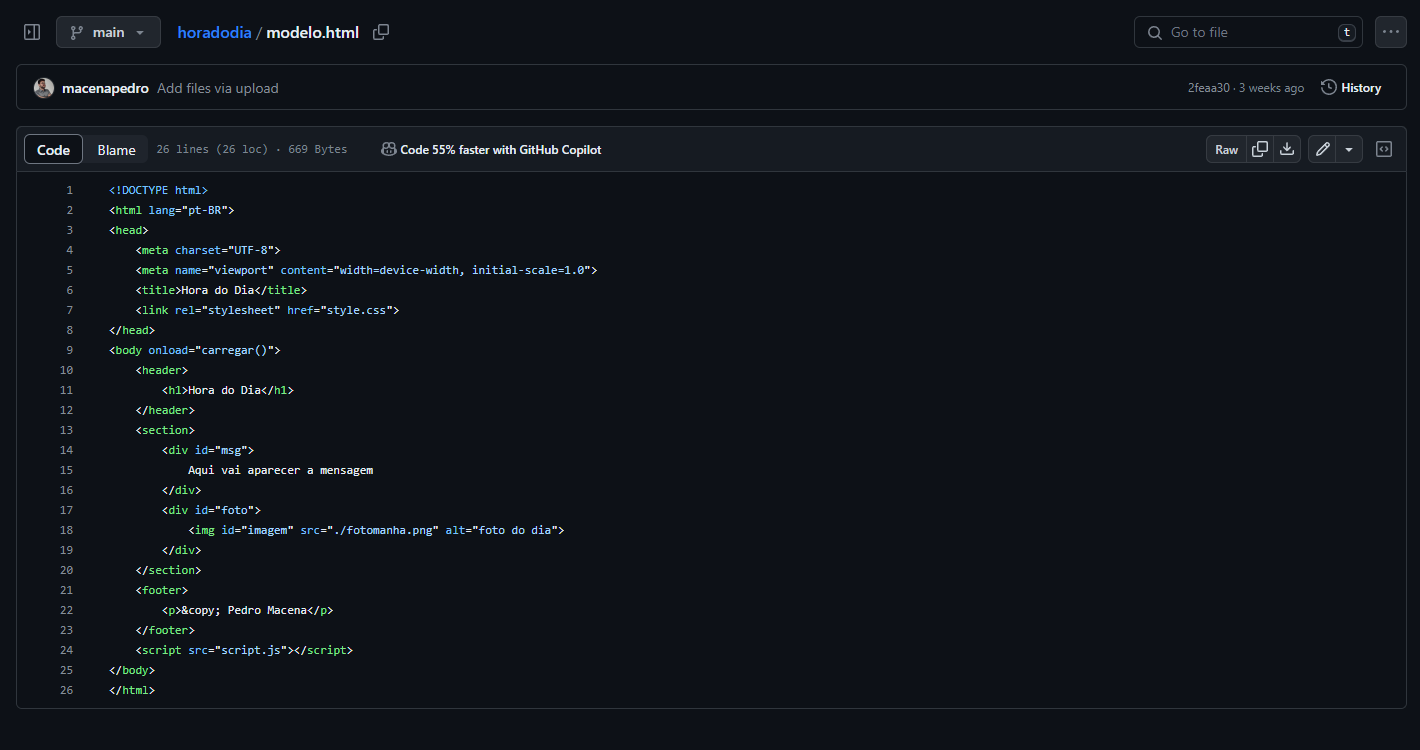 main
horadodia / modelo.html
Go to file
t
macenapedro Add files via upload
2feaa30 · 3 weeks ago
History
Code
Blame
26 lines (26 loc) · 669 Bytes
Code 55% faster with GitHub Copilot
Raw
1 <!DOCTYPE html>
2 <html lang="pt-BR">
3 <head>
4     <meta charset="UTF-8">
5     <meta name="viewport" content="width=device-width, initial-scale=1.0">
6     <title>Hora do Dia</title>
7     <link rel="stylesheet" href="style.css">
8 </head>
9 <body onload="carregar()">
10     <header>
11         <h1>Hora do Dia</h1>
12     </header>
13     <section>
14         <div id="msg">
15             Aqui vai aparecer a mensagem
16         </div>
17         <div id="foto">
18             <img id="imagem" src="./fotomanha.png" alt="foto do dia">
19         </div>
20     </section>
21     <footer>
22         <p>&copy; Pedro Macena</p>
23     </footer>
24     <script src="script.js"></script>
25 </body>
26 </html>